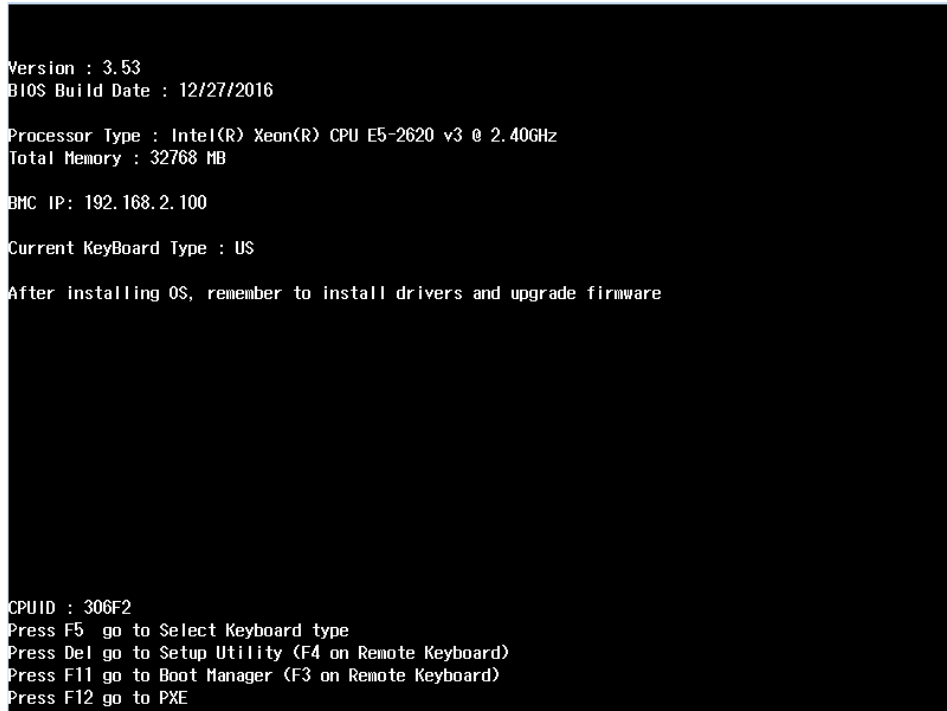 Version : 3.53
BIOS Build Date : 12/27/2016
Processor Type : Intel(R) Xeon(R) CPU E5-2620 v3 @ 2.40GHz
Total Memory : 32768 MB
BMC IP: 192.168.2.100
Current KeyBoard Type : US
After installing OS, remember to install drivers and upgrade firmware
CPUID : 306F2
Press F5  go to Select Keyboard type
Press Del go to Setup Utility (F4 on Remote Keyboard)
Press F11 go to Boot Manager (F3 on Remote Keyboard)
Press F12 go to PXE